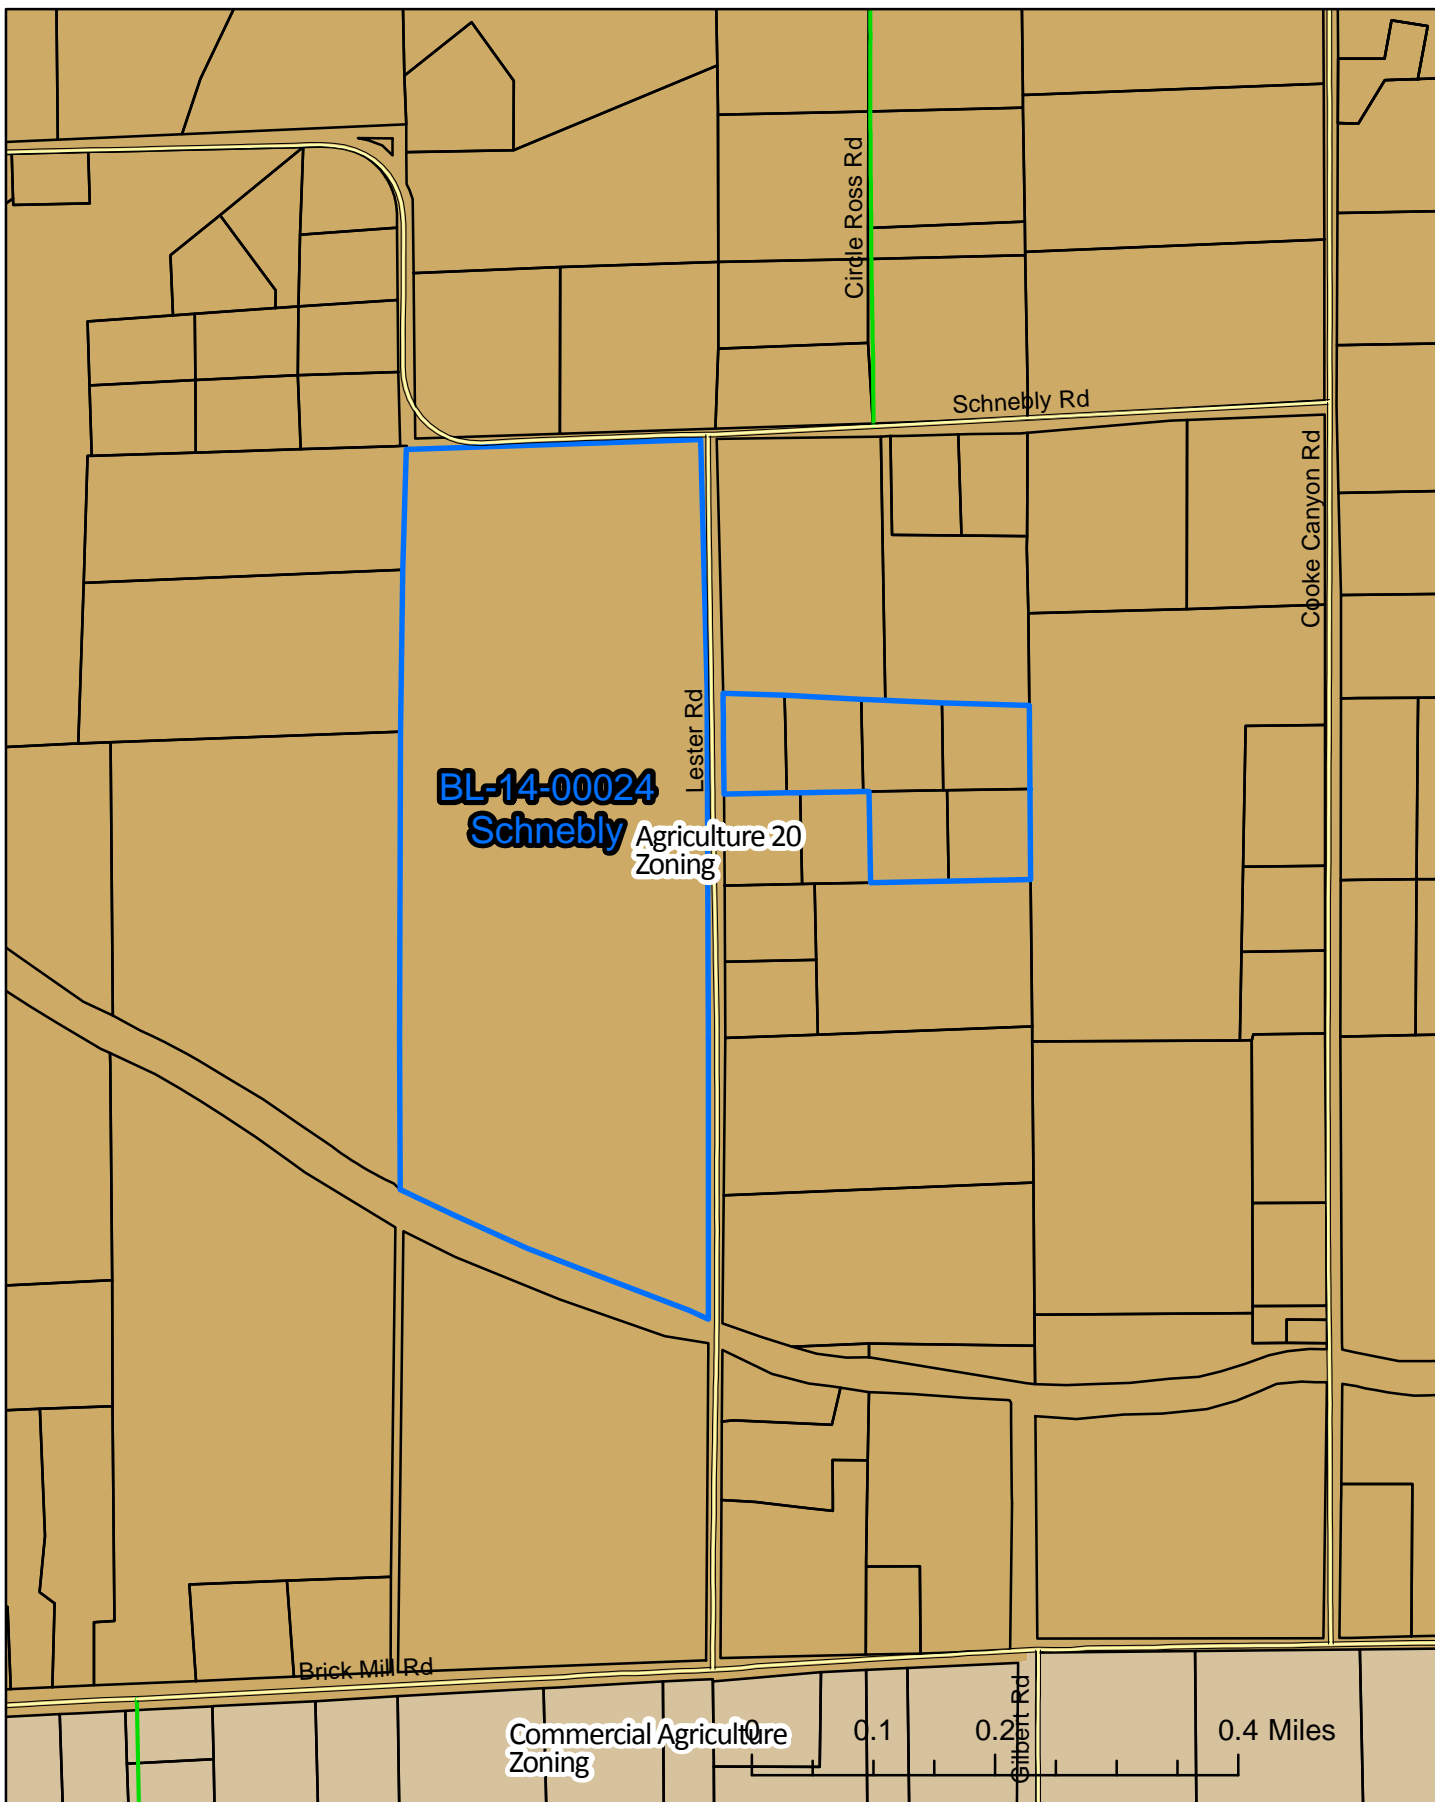 Circle Ross Rd
Schnebly Rd
Cooke Canyon Rd
Lester Rd
BL-14-00024
Schnebly
Agriculture 20
Zoning
Brick Mill Rd
Gilbert Rd
Commercial Agriculture
Zoning
0 0.1 0.2 0.4 Miles